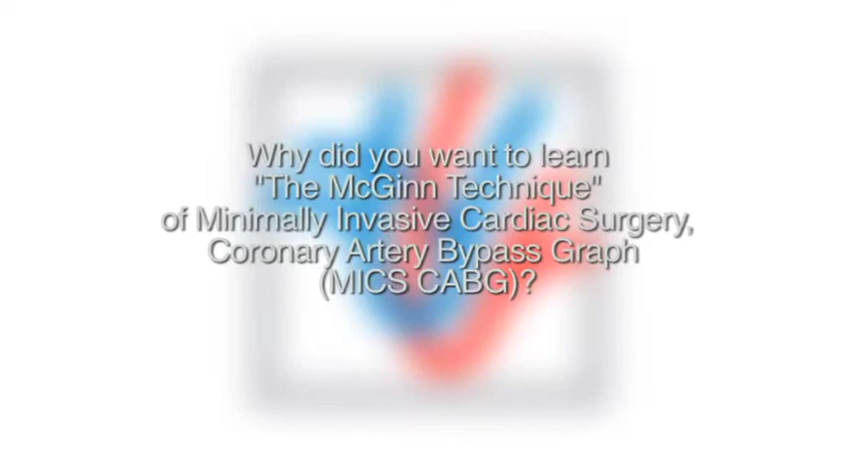 Why did you want to learn
"The McGinn Technique"
of Minimally Invasive Cardiac Surgery,
Coronary Artery Bypass Graph
(MICS CABG)?